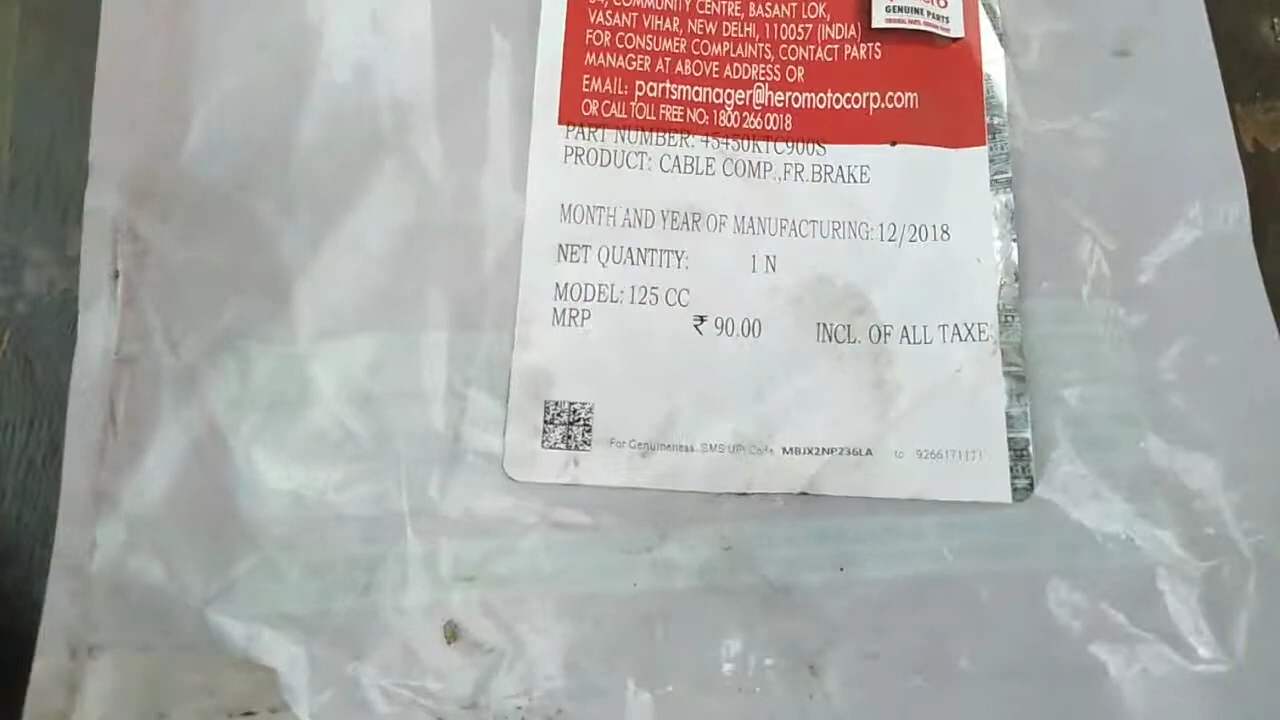 COMMUNITY CENTRE, BASANT LOK,
VASANT VIHAR, NEW DELHI, 110057 (INDIA)
FOR CONSUMER COMPLAINTS, CONTACT PARTS
MANAGER AT ABOVE ADDRESS OR
EMAIL: partsmanager@heromotocorp.com
OR CALL TOLL FREE NO: 1800 266 0018
GENUINE PARTS
PART NUMBER: 45450KTC900S
PRODUCT: CABLE COMP.,FR.BRAKE
MONTH AND YEAR OF MANUFACTURING: 12/2018
NET QUANTITY: 1 N
MODEL: 125 CC
MRP ₹ 90.00 INCL. OF ALL TAXE
For Genuineness, SMS UPI Code MBJX2NP236LA to 9266171171